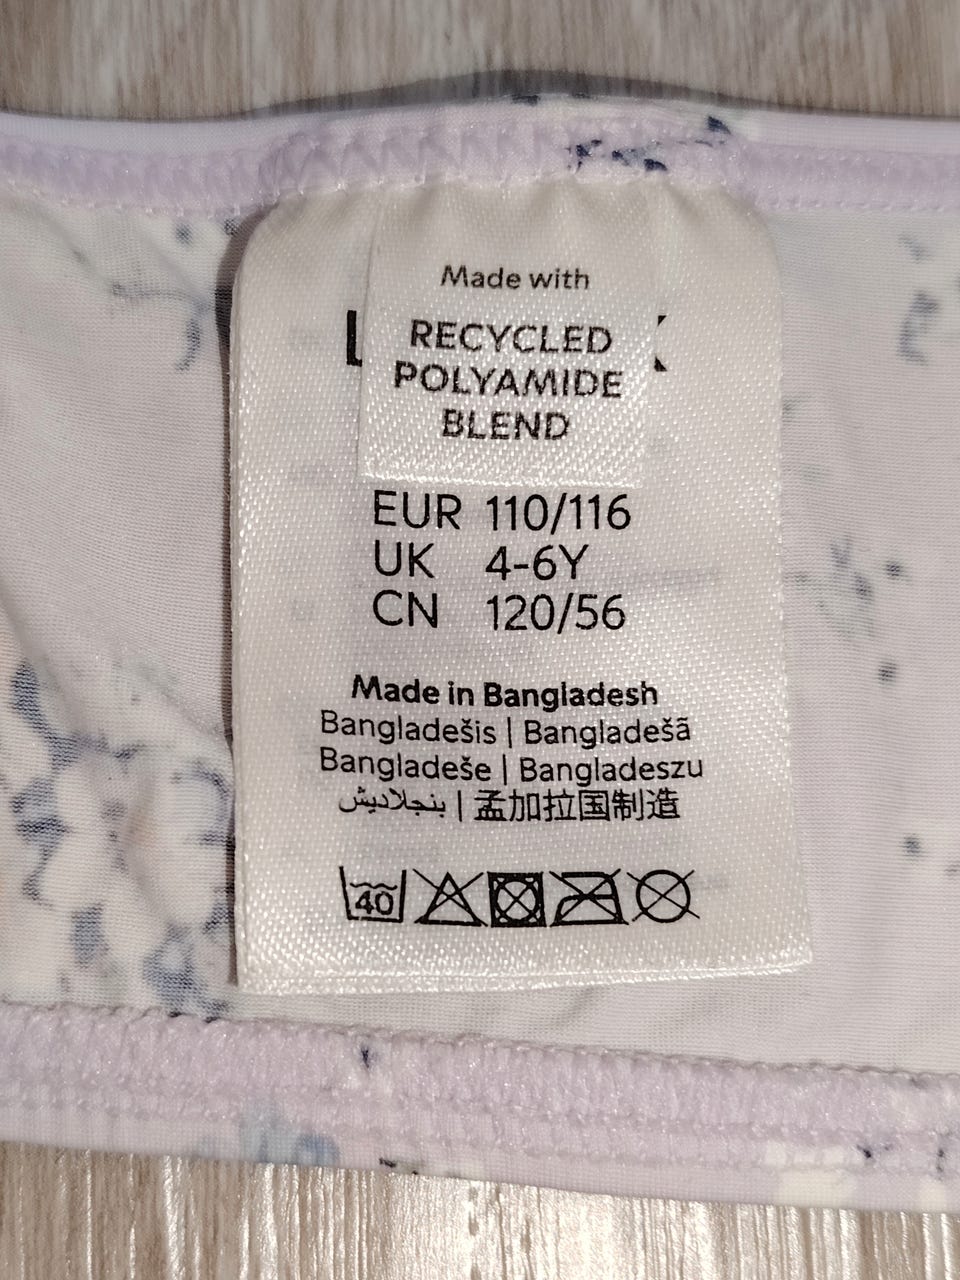 Made with
RECYCLED
POLYAMIDE
BLEND
EUR 110/116
UK 4-6Y
CN 120/56
Made in Bangladesh
Bangladešis | Bangladešā
Bangladeše | Bangladeszu
بنجلاديش | 孟加拉国制造
40